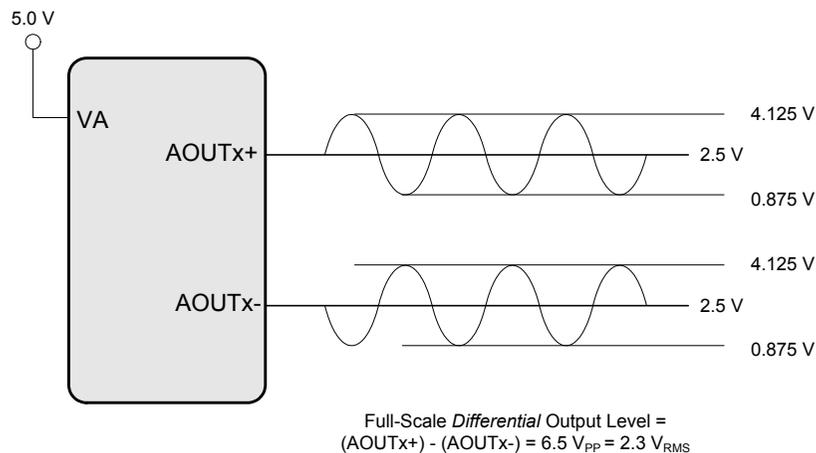 5.0 V
VA
AOUTx+
4.125 V
2.5 V
0.875 V
AOUTx-
4.125 V
2.5 V
0.875 V
Full-Scale Differential Output Level =
(AOUTx+) - (AOUTx-) = 6.5 VPP = 2.3 VRMS